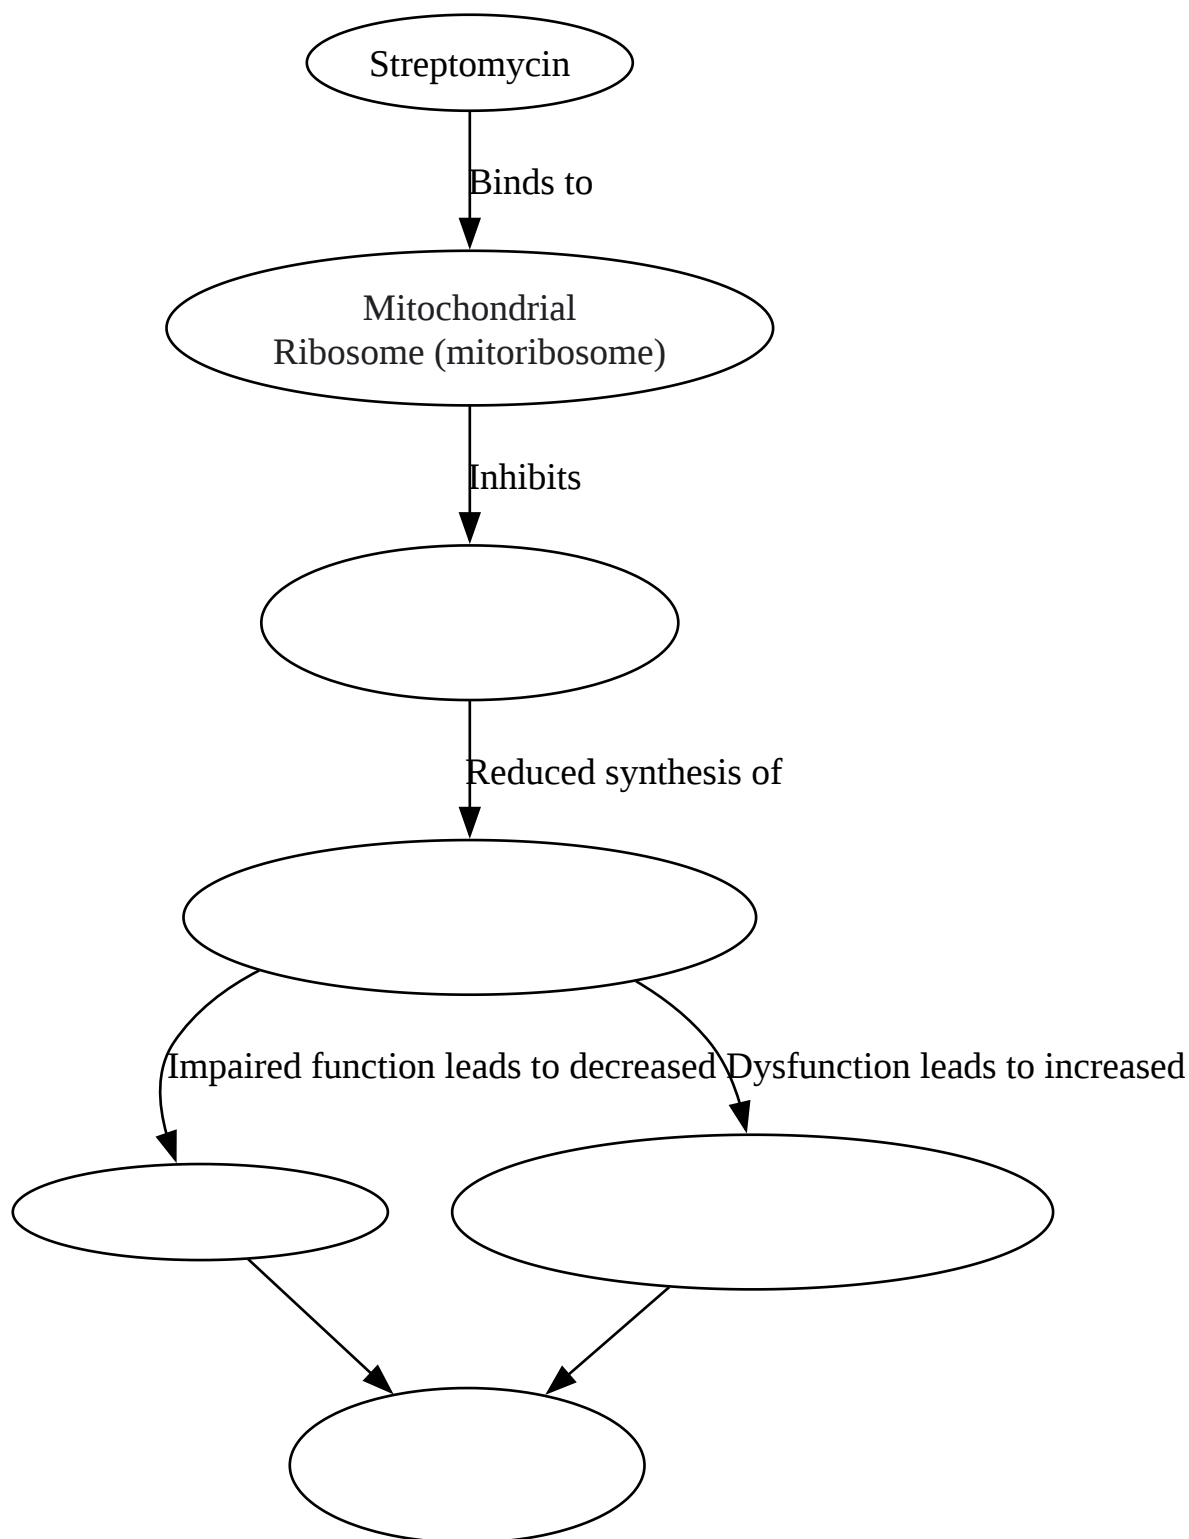 Streptomycin
Binds to
Mitochondrial
Ribosome (mitoribosome)
Inhibits
Reduced synthesis of
Impaired function leads to decreased
Dysfunction leads to increased